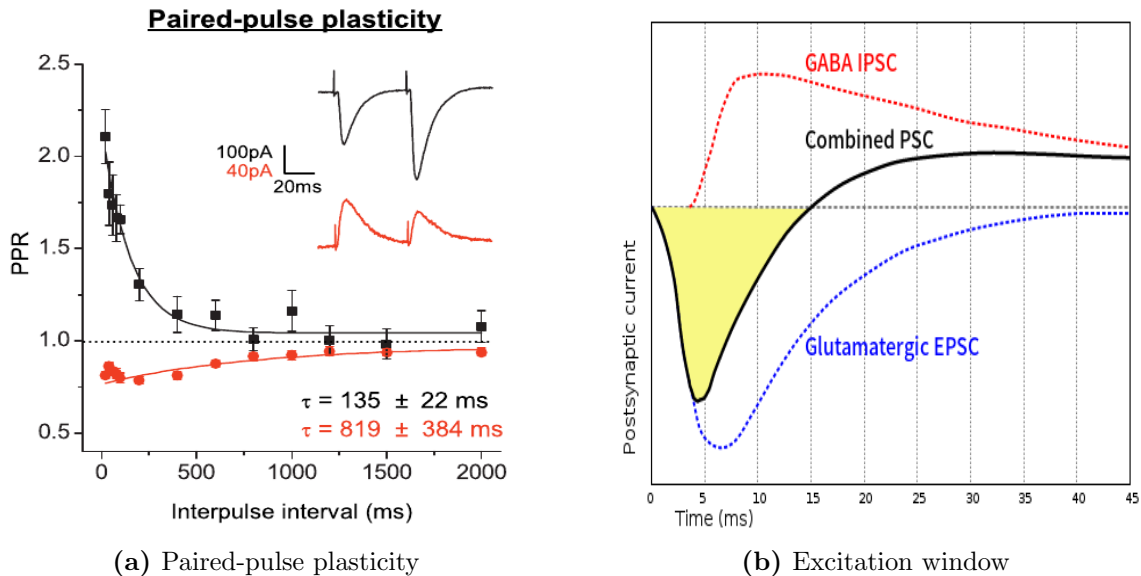 Paired-pulse plasticity
2.5
2.0
1.5
1.0
0.5
PPR
100pA
40pA
20ms
τ = 135 ± 22 ms
τ = 819 ± 384 ms
0 500 1000 1500 2000
Interpulse interval (ms)
(a) Paired-pulse plasticity
GABA IPSC
Combined PSC
Glutamatergic EPSC
Postsynaptic current
0 5 10 15 20 25 30 35 40 45
Time (ms)
(b) Excitation window